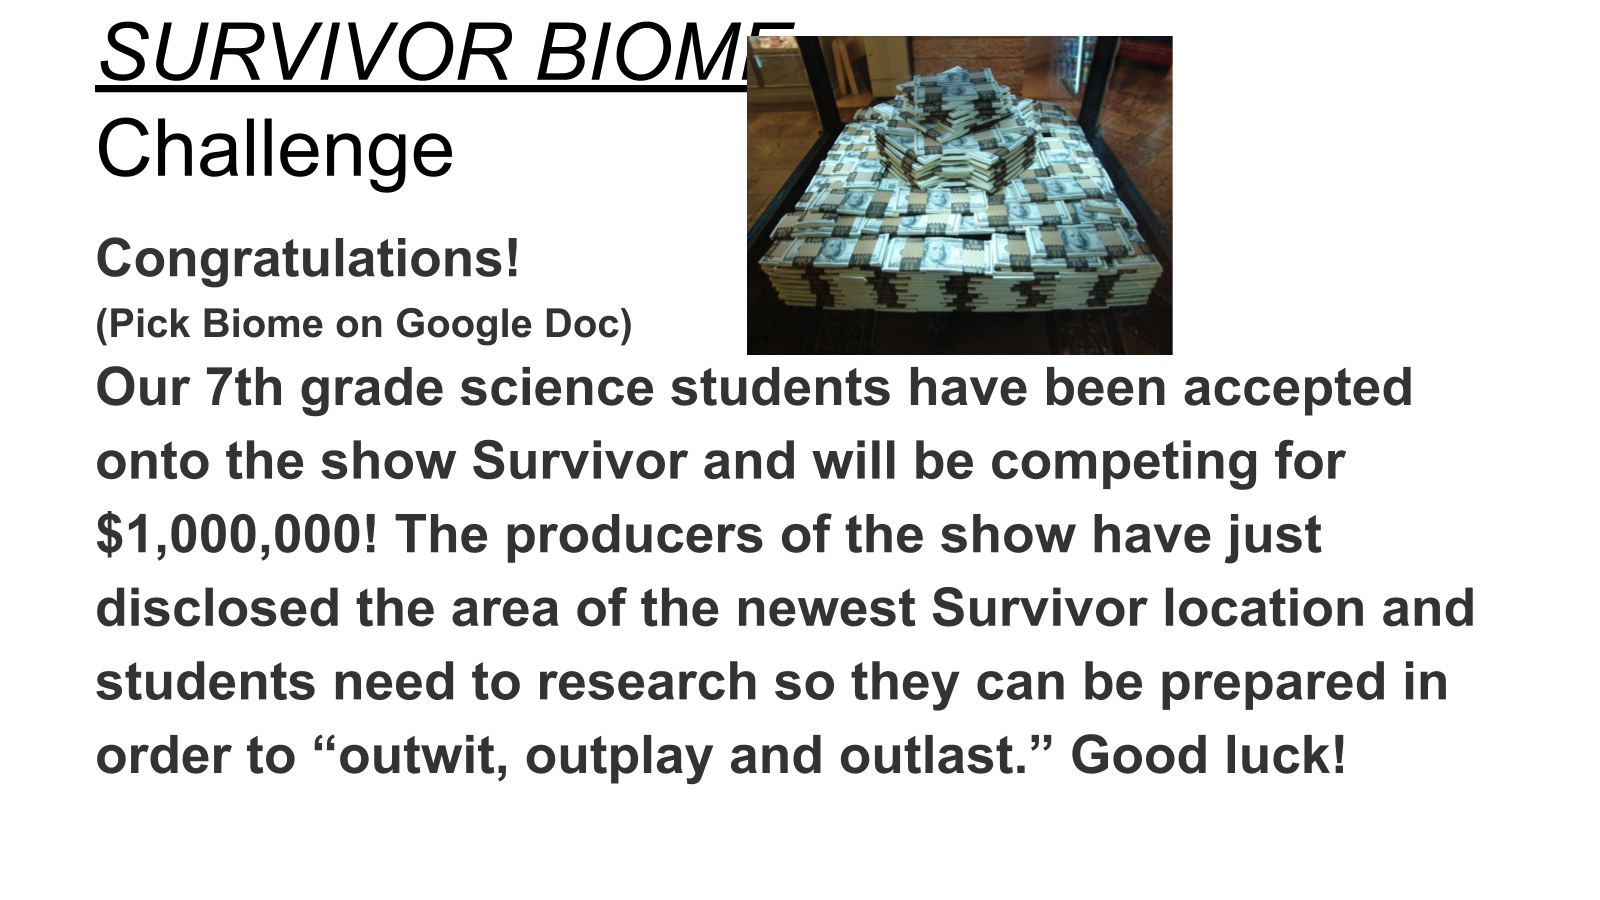 SURVIVOR BIOME
Challenge
Congratulations!
(Pick Biome on Google Doc)
Our 7th grade science students have been accepted
onto the show Survivor and will be competing for
$1,000,000! The producers of the show have just
disclosed the area of the newest Survivor location and
students need to research so they can be prepared in
order to “outwit, outplay and outlast.” Good luck!